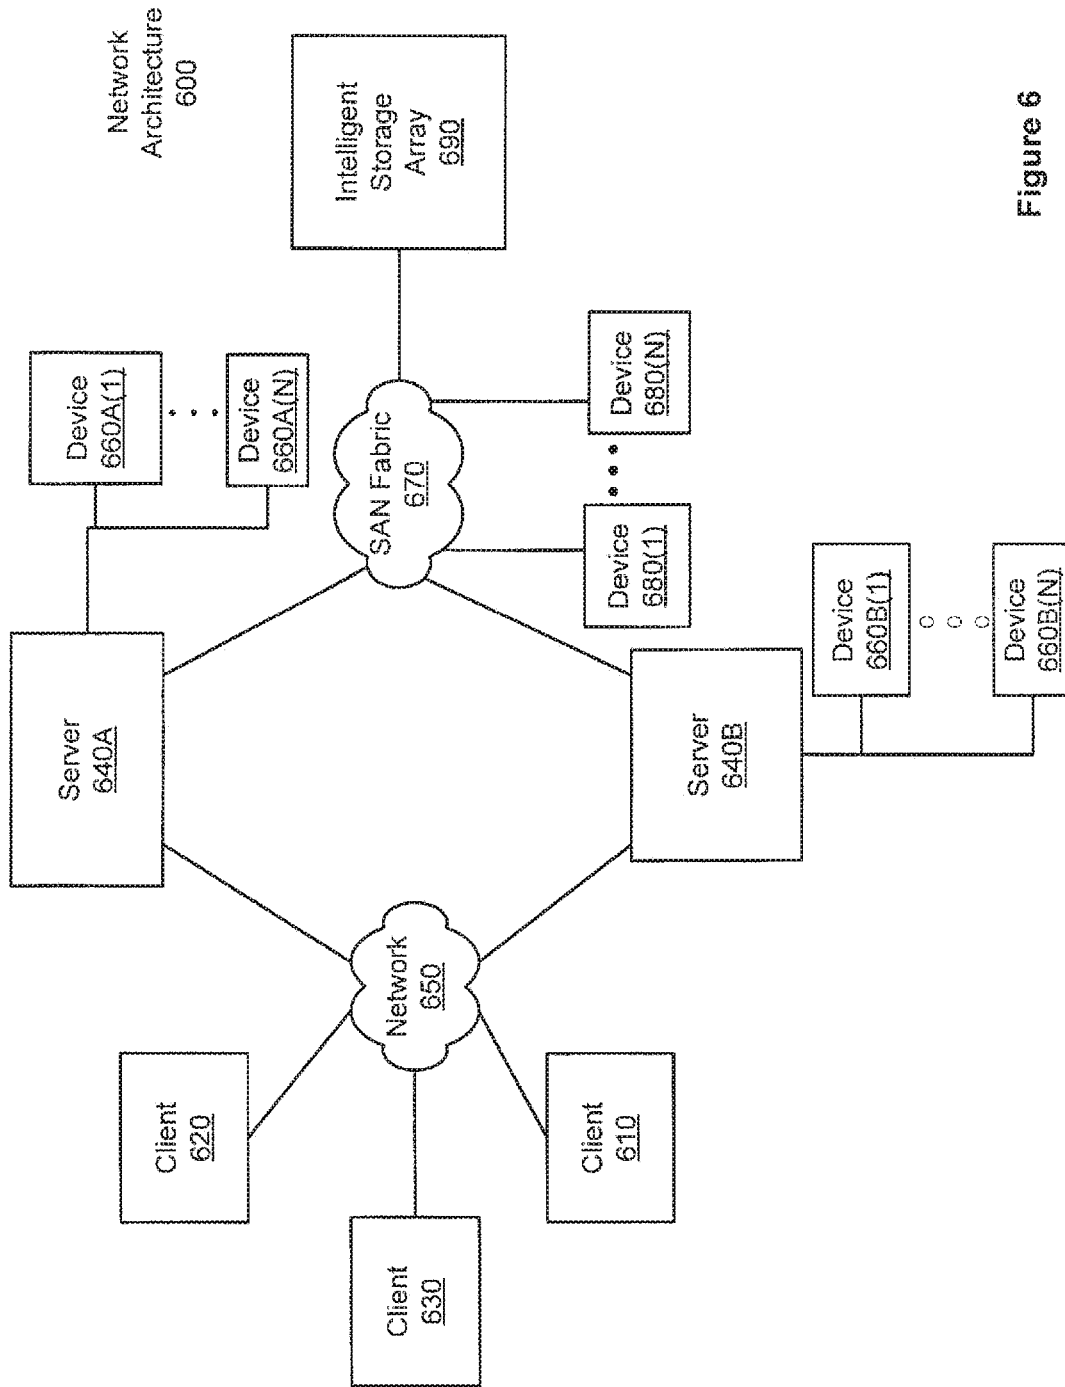 Network
Architecture
600
Device
660A(1)
Device
660A(N)
Server
640A
Intelligent
Storage
Array
690
SAN Fabric
670
Client
620
Network
650
Client
630
Device
680(1)
Device
680(N)
Client
610
Server
640B
Device
660B(1)
Device
660B(N)
Figure 6